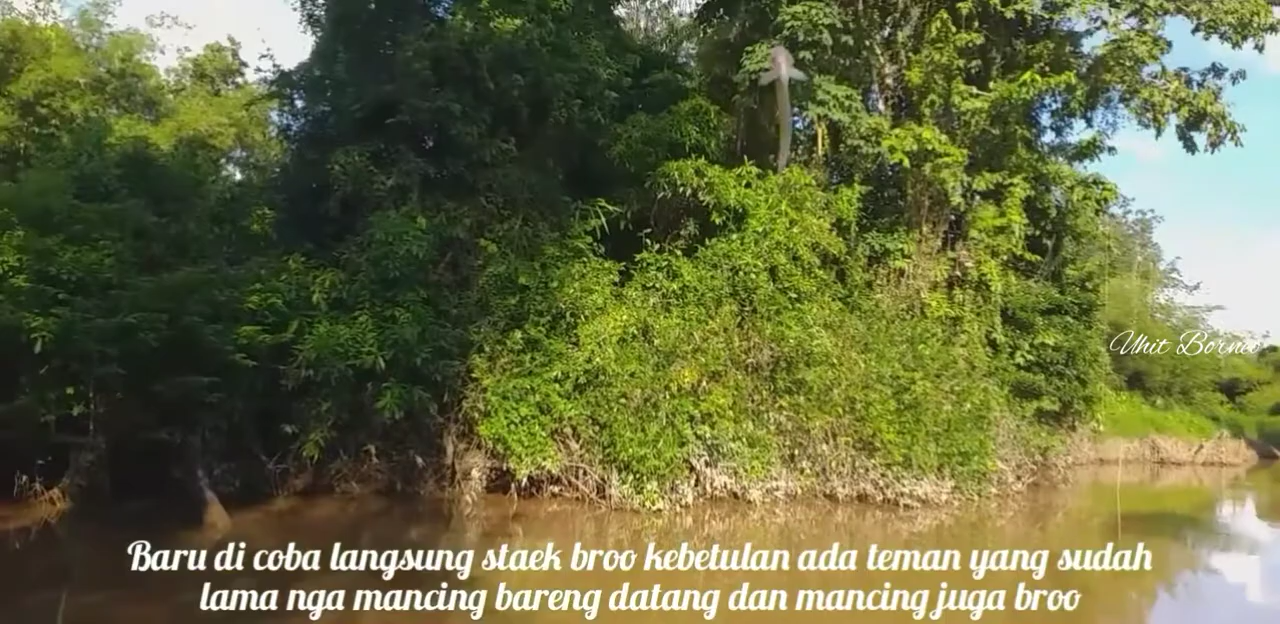 Uhit Borneo
Baru di coba langsung staek broo kebetulan ada teman yang sudah
lama nga mancing bareng datang dan mancing juga broo